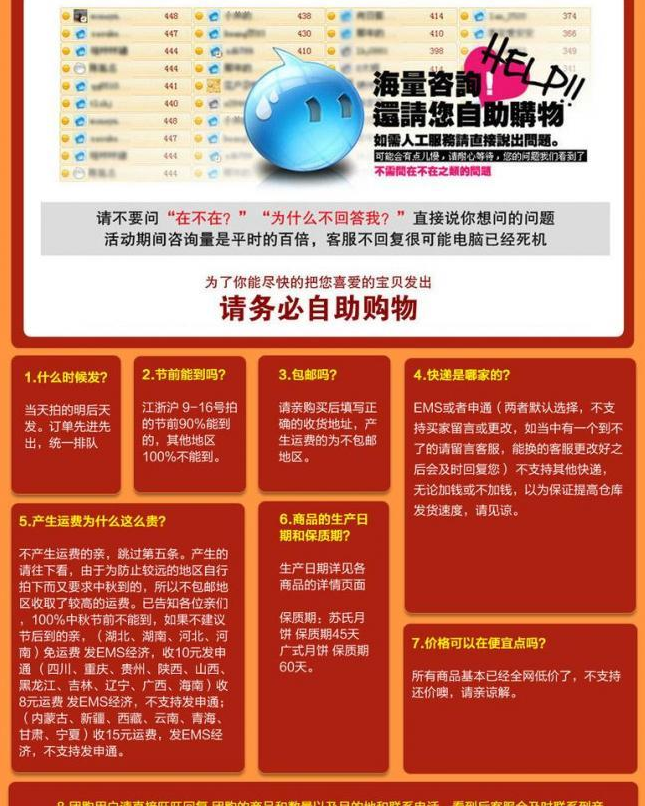 448
438
414
374
447
430
410
366
444
410
398
349
444
414
341
441
440
448
447
444
444
HELP!!
海量咨詢!
還請您自助購物
如需人工服務請直接說出問題。
可能会有点儿慢，请耐心等待，您的问题我们看到了
不需問在不在之類的問題
请不要问“在不在？”“为什么不回答我？”直接说你想问的问题
活动期间咨询量是平时的百倍，客服不回复很可能电脑已经死机
为了你能尽快的把您喜爱的宝贝发出
请务必自助购物
1.什么时候发？
当天拍的明后天
发。订单先进先
出，统一排队
2.节前能到吗？
江浙沪 9-16号拍
的节前90%能到
的，其他地区
100%不能到。
3.包邮吗？
请亲购买后填写正
确的收货地址，产
生运费的为不包邮
地区。
4.快递是哪家的？
EMS或者申通（两者默认选择，不支
持买家留言或更改，如当中有一个到不
了的请留言客服，能换的客服更改好之
后会及时回复您）不支持其他快递，
无论加钱或不加钱，以为保证提高仓库
发货速度，请见谅。
5.产生运费为什么这么贵？
不产生运费的亲，跳过第五条。产生的
请往下看，由于为防止较远的地区自行
拍下而又要求中秋到的，所以不包邮地
区收取了较高的运费。已告知各位亲们
，100%中秋节前不能到，如果不建议
节后到的亲，（湖北、湖南、河北、河
南）免运费 发EMS经济，收10元发申
通（四川、重庆、贵州、陕西、山西、
黑龙江、吉林、辽宁、广西、海南）收
8元运费 发EMS经济，不支持发申通；
（内蒙古、新疆、西藏、云南、青海、
甘肃、宁夏）收15元运费，发EMS经
济，不支持发申通。
6.商品的生产日
期和保质期？
生产日期详见各
商品的详情页面
保质期：苏氏月
饼 保质期45天
广式月饼 保质期
60天。
7.价格可以在便宜点吗？
所有商品基本已经全网低价了，不支持
还价噢，请亲谅解。